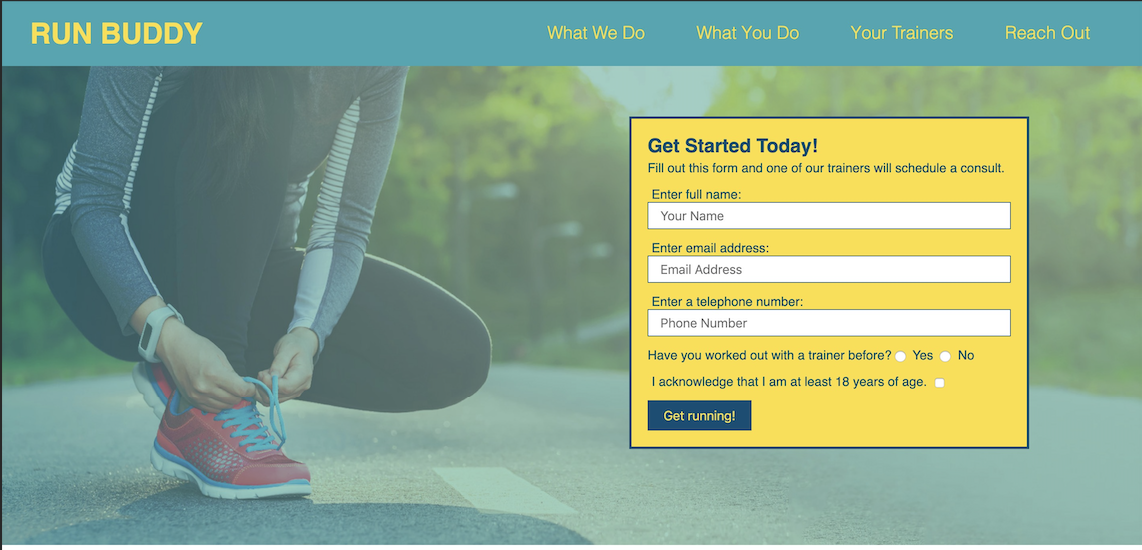 RUN BUDDY
What We Do What You Do Your Trainers Reach Out
Get Started Today!
Fill out this form and one of our trainers will schedule a consult.
Enter full name:
Your Name
Enter email address:
Email Address
Enter a telephone number:
Phone Number
Have you worked out with a trainer before? Yes No
I acknowledge that I am at least 18 years of age.
Get running!